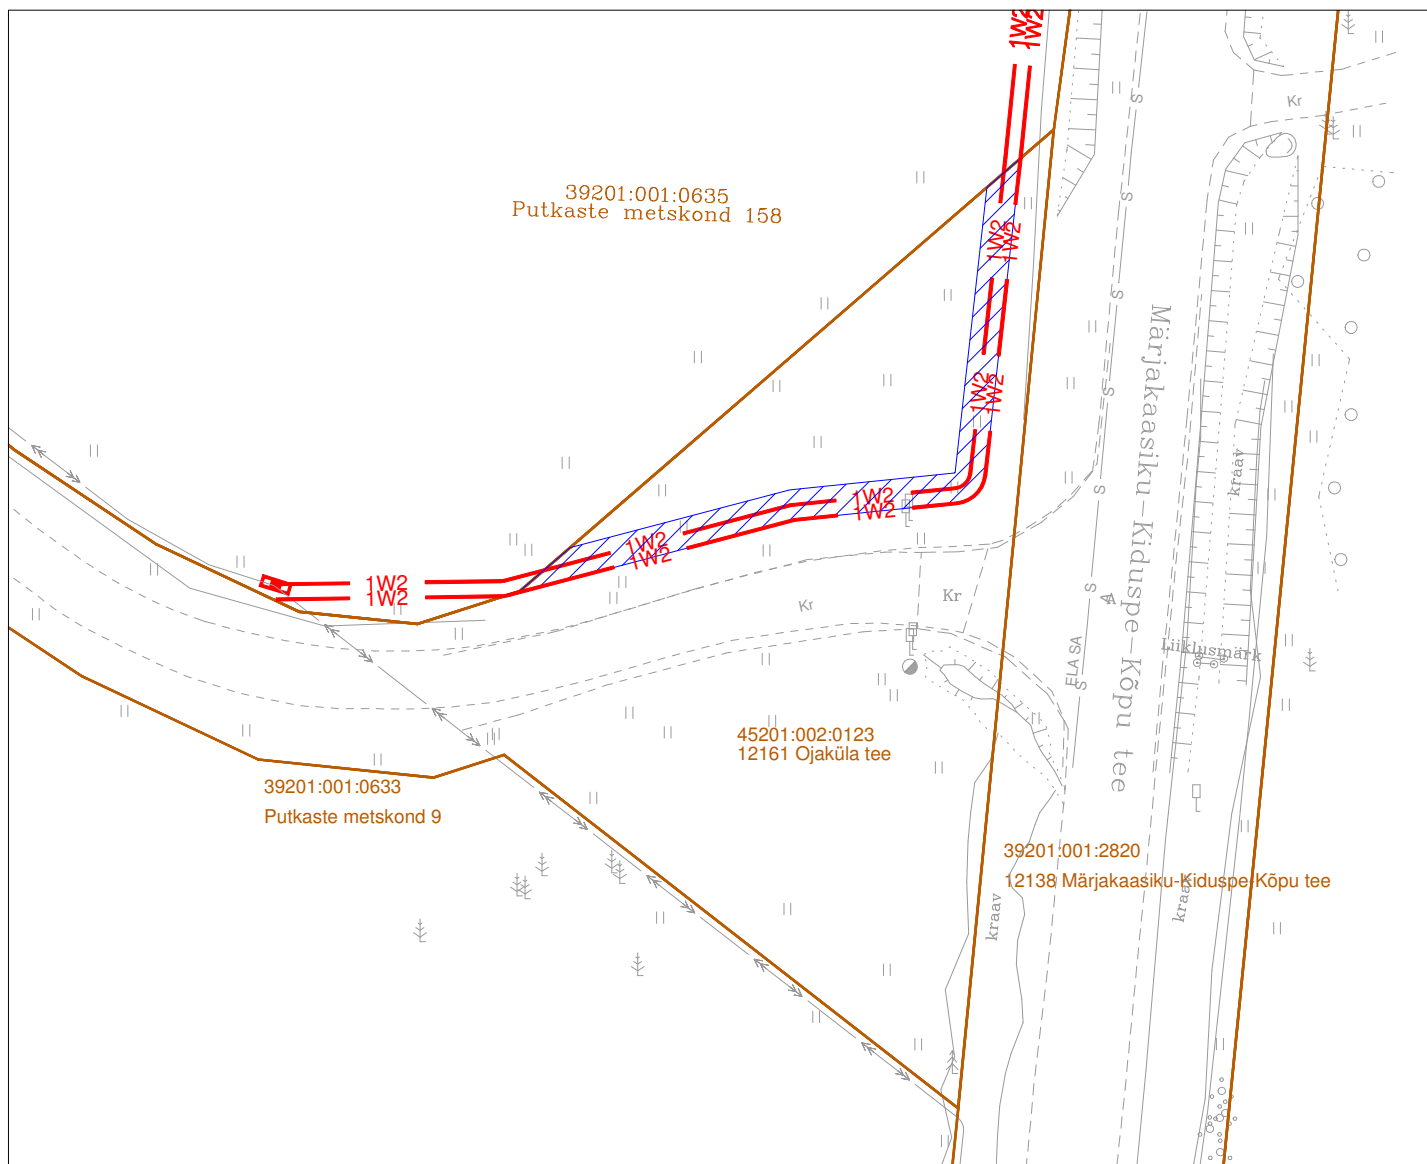 1W2
1W2
Kr
39201:001:0635
Putkaste metskond 158
S
S
1W2
1W2
S
Märjakaasiku-Kiduspe-Kõpu tee
1W2
1W2
S
kraav
S
1W2
1W2
1W2
1W2
1W2
1W2
Kr
Kr
S
A
ELA SA
S
Liiklusmärk
45201:002:0123
12161 Ojaküla tee
39201:001:0633
Putkaste metskond 9
39201:001:2820
12138 Märjakaasiku-Kiduspe-Kõpu tee
kraav
kraav